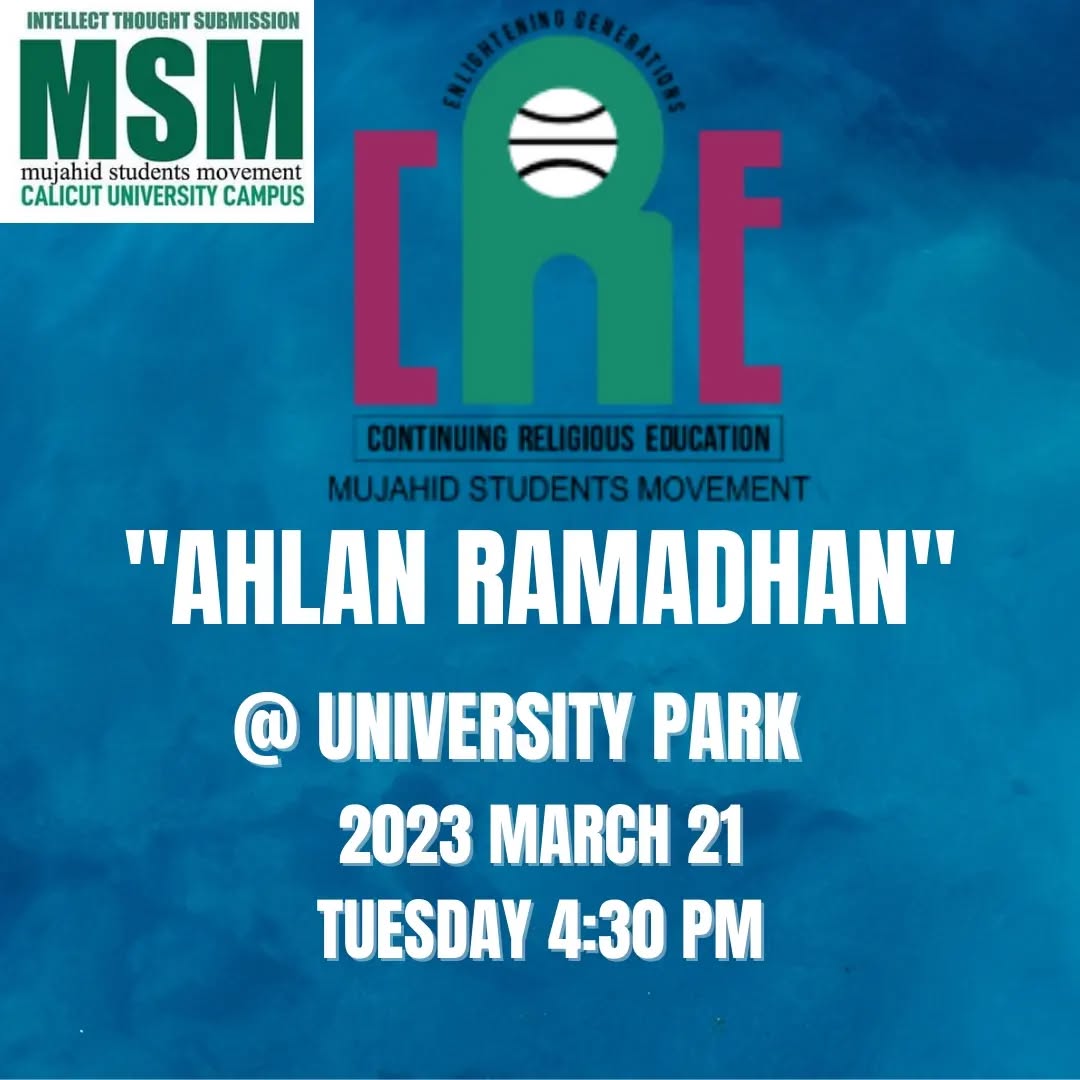 INTELLECT THOUGHT SUBMISSION
MSM
mujahid students movement
CALICUT UNIVERSITY CAMPUS
ENLIGHTENING GENERATIONS
CRE
CONTINUING RELIGIOUS EDUCATION
MUJAHID STUDENTS MOVEMENT
"AHLAN RAMADHAN"
@ UNIVERSITY PARK
2023 MARCH 21
TUESDAY 4:30 PM